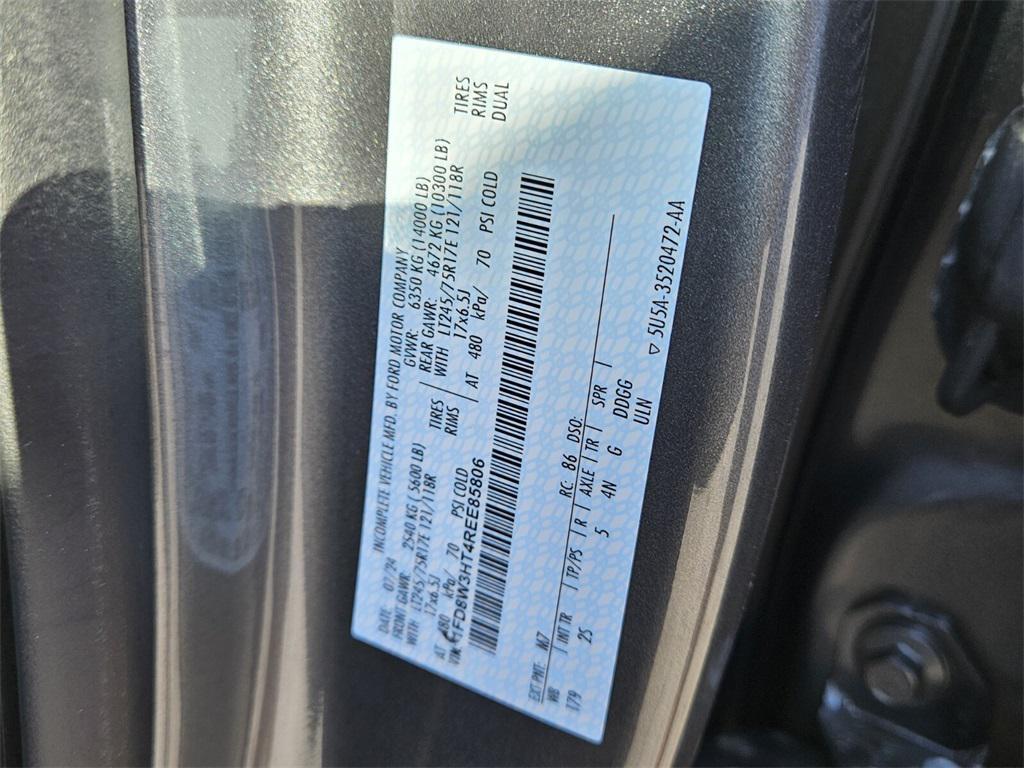 DATE: 07/24 INCOMPLETE VEHICLE MFD. BY FORD MOTOR COMPANY
GVWR: 6350 KG (14000 LB)
FRONT GAWR: 2540 KG ( 5600 LB) REAR GAWR: 4672 KG (10300 LB)
WITH LT245/75R17E 121/118R TIRES WITH LT245/75R17E 121/118R TIRES
17x6.5J RIMS 17x6.5J RIMS
AT 480 kPa/ 70 PSI COLD AT 480 kPa/ 70 PSI COLD DUAL
VIN: 1FD8W3HT4REE85806
EXT PNT: M7 RC: 86 DSO:
WB INT TR TP/PS R AXLE TR SPR
179 25 5 4N G DDGG
ULN
▽ 5U5A-3520472-AA